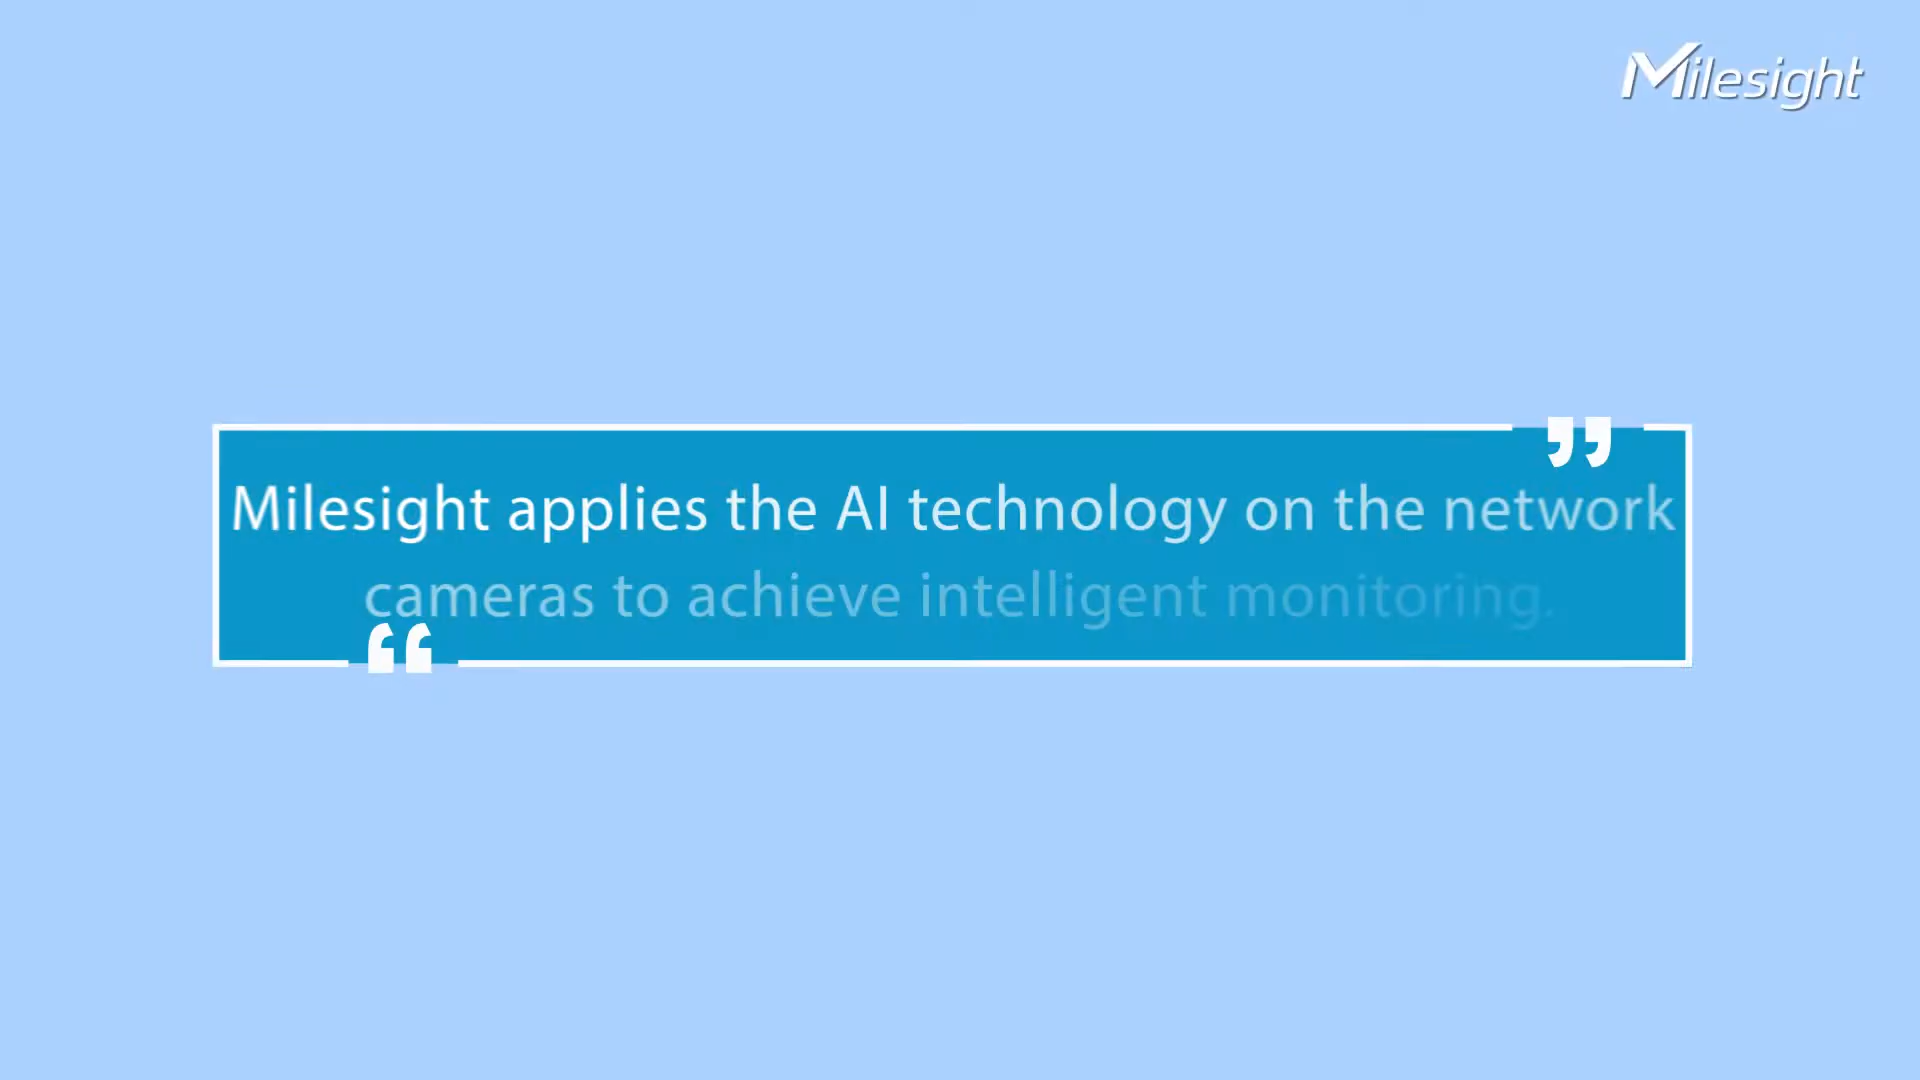 Milesight
”
Milesight applies the AI technology on the network
cameras to achieve intelligent monitoring.
“